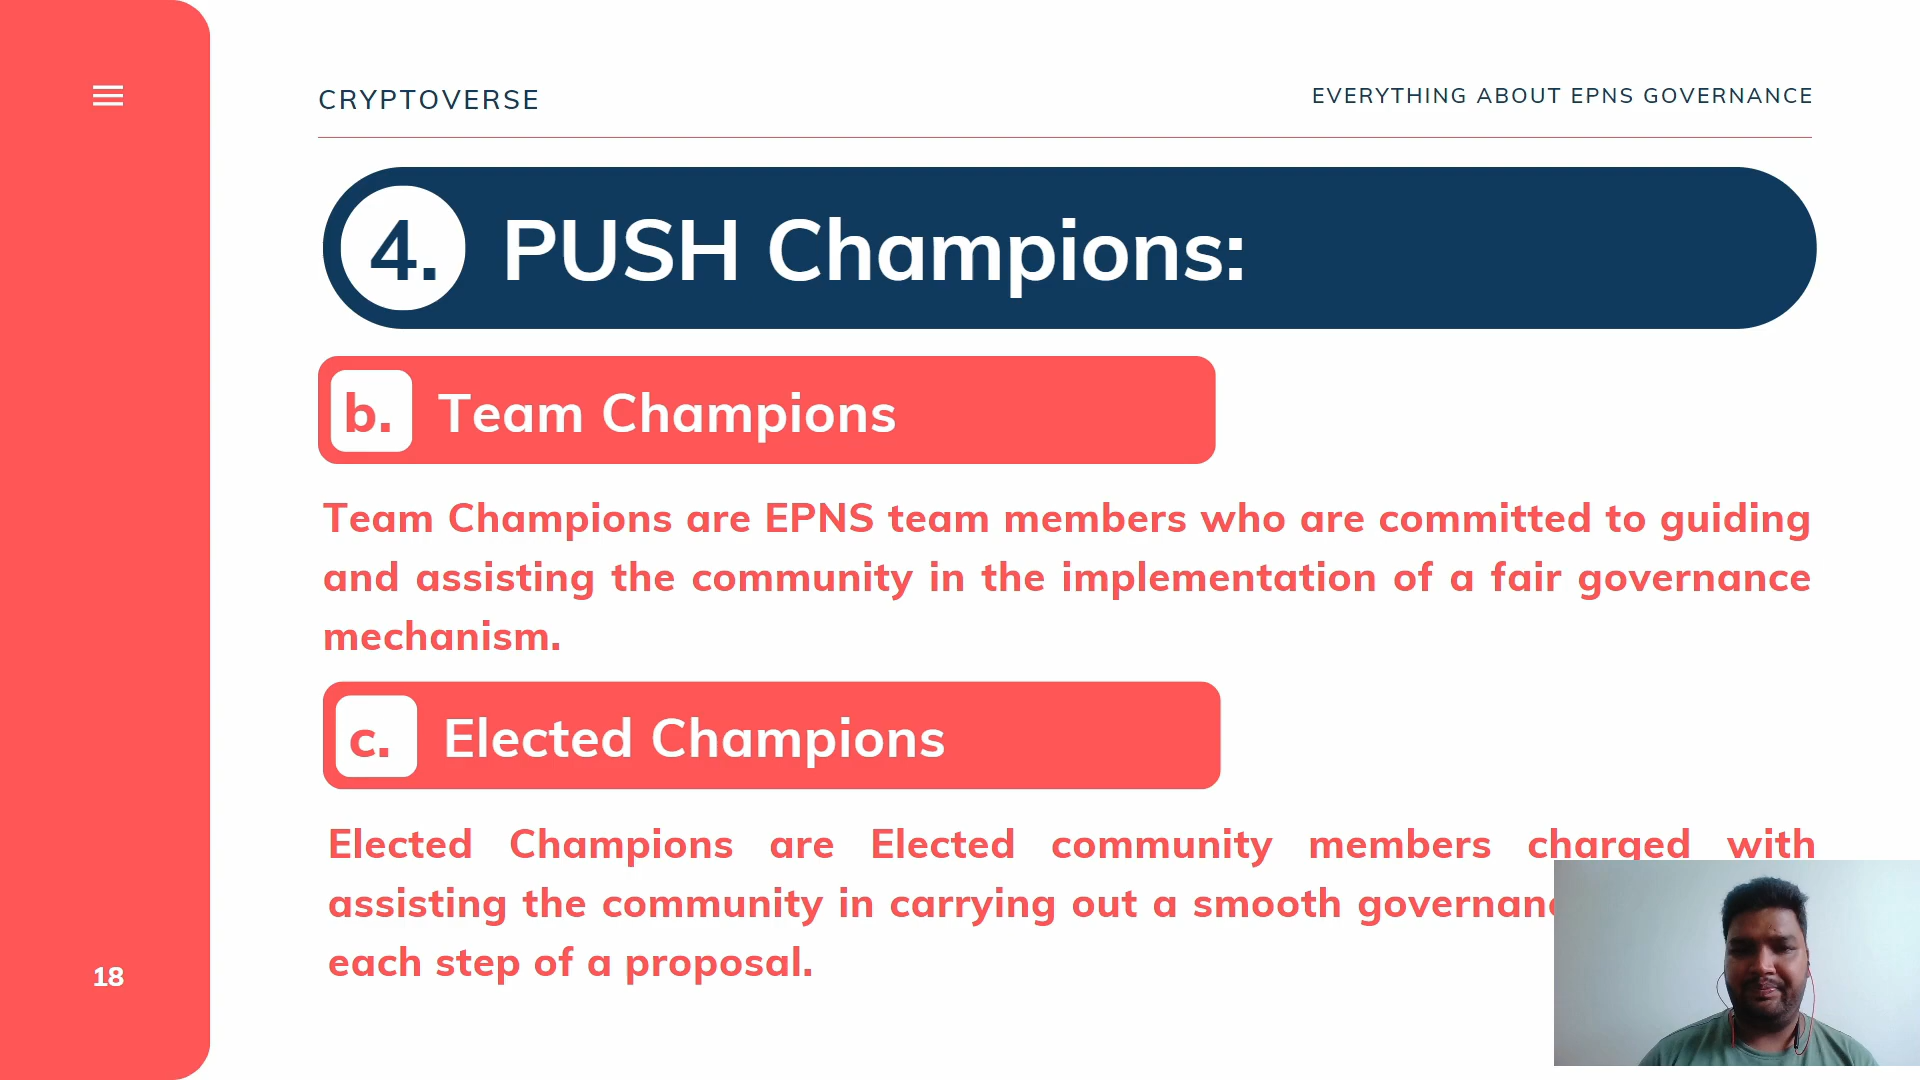 CRYPTOVERSE
EVERYTHING ABOUT EPNS GOVERNANCE
4. PUSH Champions:
b. Team Champions
Team Champions are EPNS team members who are committed to guiding
and assisting the community in the implementation of a fair governance
mechanism.
c. Elected Champions
Elected Champions are Elected community members charged with
assisting the community in carrying out a smooth
each step of a proposal.
18